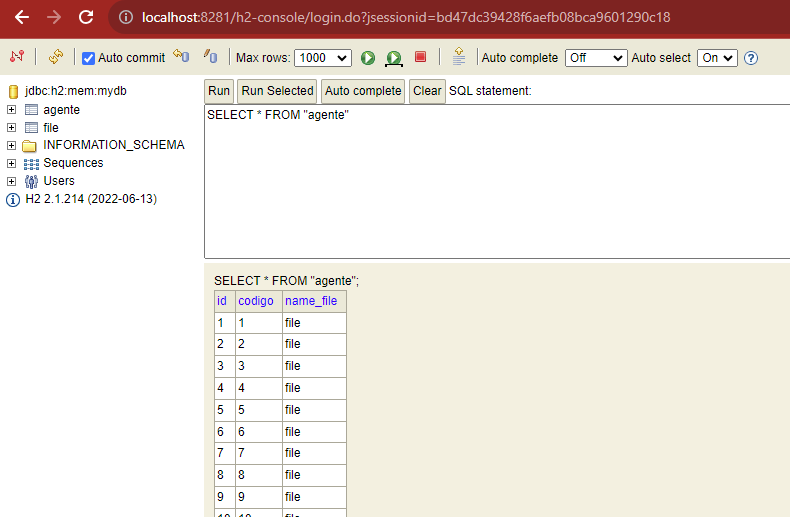 localhost:8281/h2-console/login.do?jsessionid=bd47dc39428f6aefb08bca9601290c18
Auto commit Max rows: 1000 Auto complete Off Auto select On
jdbc:h2:mem:mydb
agente
file
INFORMATION_SCHEMA
Sequences
Users
H2 2.1.214 (2022-06-13)
Run Run Selected Auto complete Clear SQL statement:
SELECT * FROM "agente"
SELECT * FROM "agente";
id codigo name_file
1 1 file
2 2 file
3 3 file
4 4 file
5 5 file
6 6 file
7 7 file
8 8 file
9 9 file
10 10 file